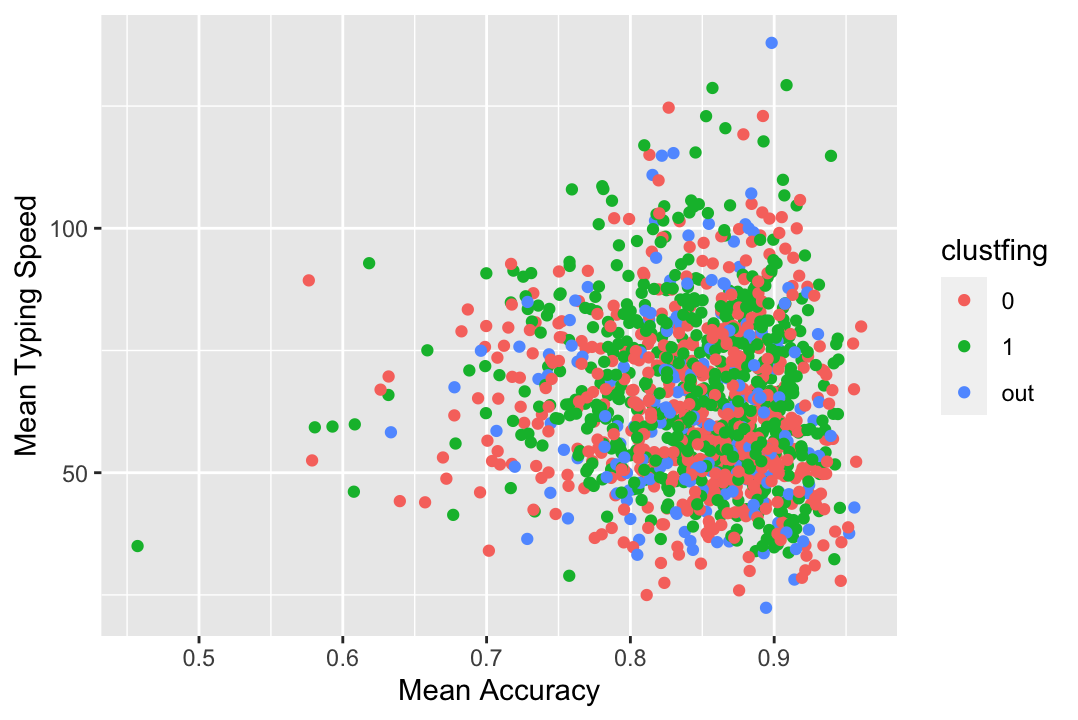 Mean Typing Speed
100
50
0.5 0.6 0.7 0.8 0.9
Mean Accuracy
clustfing
0
1
out